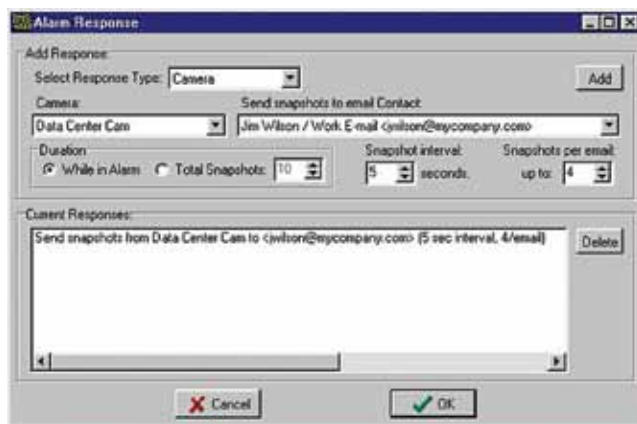 Alarm Response
Add Response:
Select Response Type: Camera
Add
Camera: Send snapshots to email Contact:
Data Center Cam Jim Wilson / Work E-mail <jwilson@mycompany.com>
Duration Snapshot interval: Snapshots per email:
While in Alarm Total Snapshots: 10 5 seconds. up to: 4
Current Responses:
Send snapshots from Data Center Cam to <jwilson@mycompany.com> (5 sec interval, 4/email)
Delete
Cancel OK